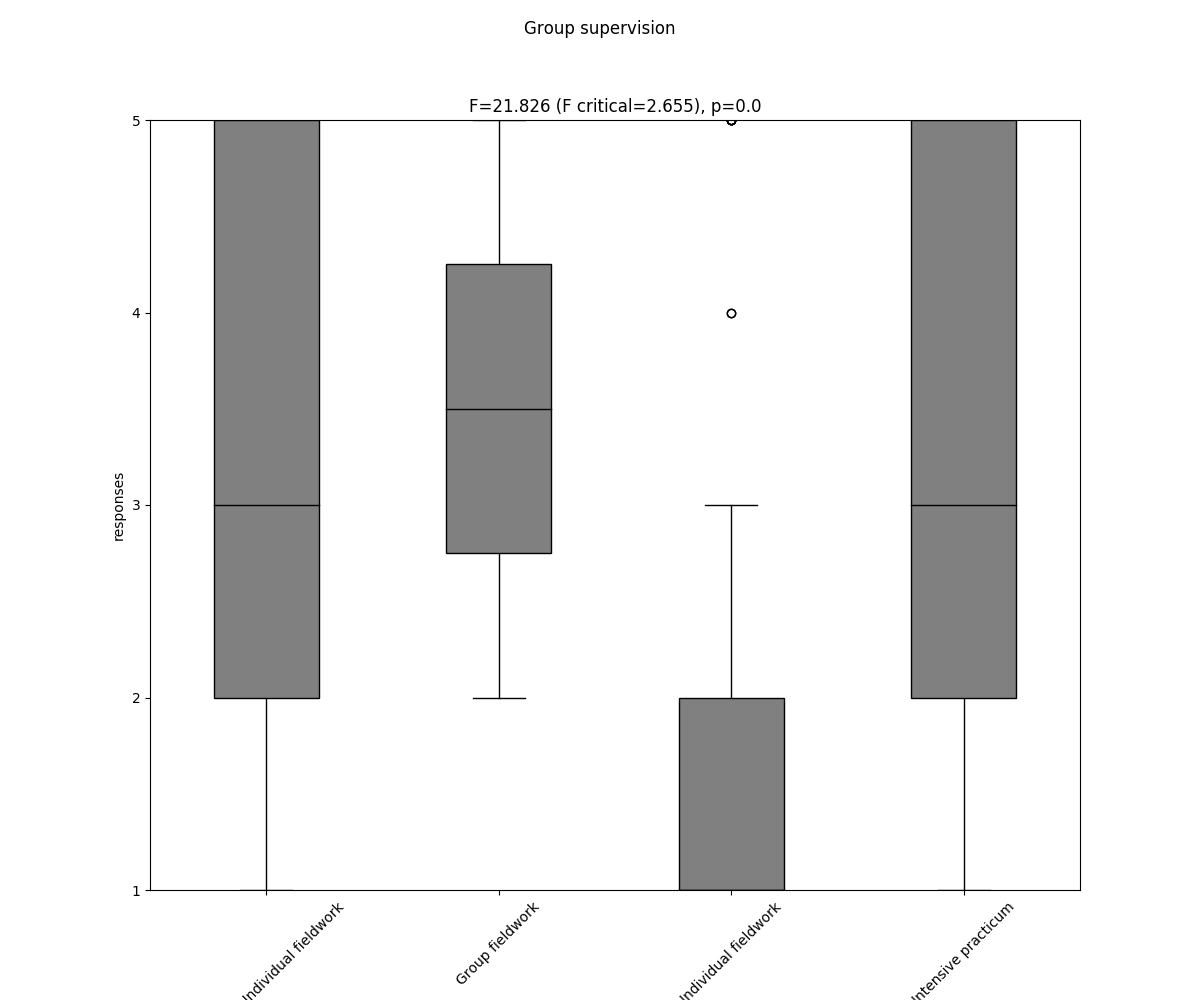 Group supervision
F=21.826 (F critical=2.655), p=0.0
5
4
3
2
1
responses
Individual fieldwork
Group fieldwork
Individual fieldwork
Intensive practicum